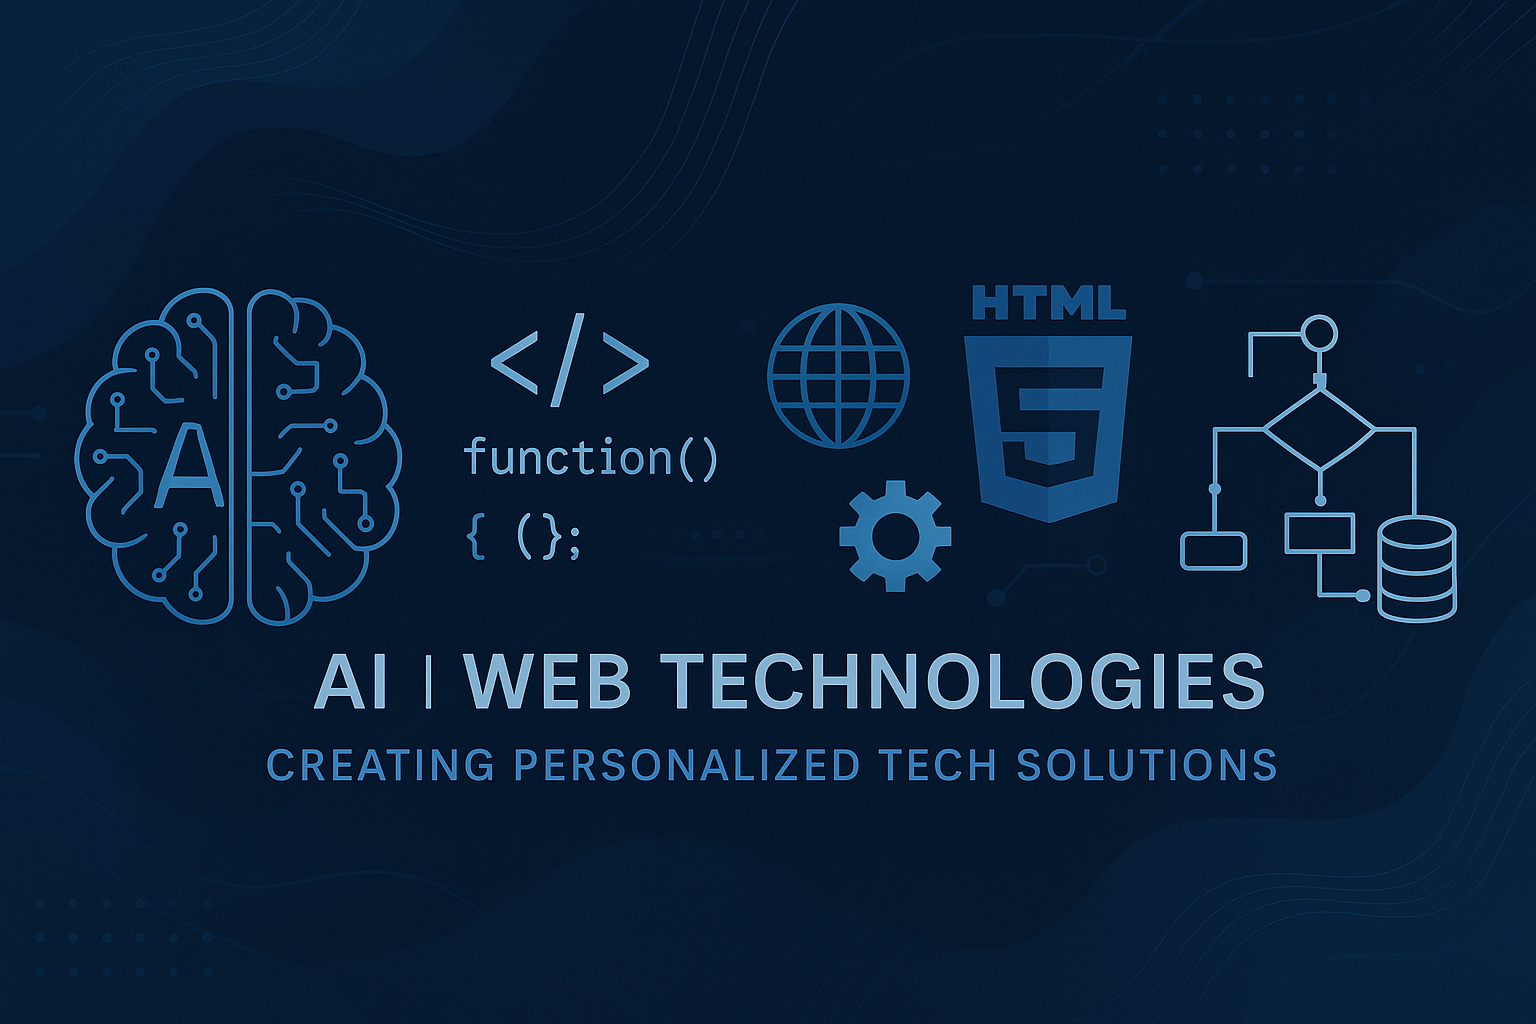 A
</>
function()
{ (};
HTML
5
AI | WEB TECHNOLOGIES
CREATING PERSONALIZED TECH SOLUTIONS